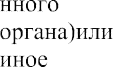 нного
органа)или
иное